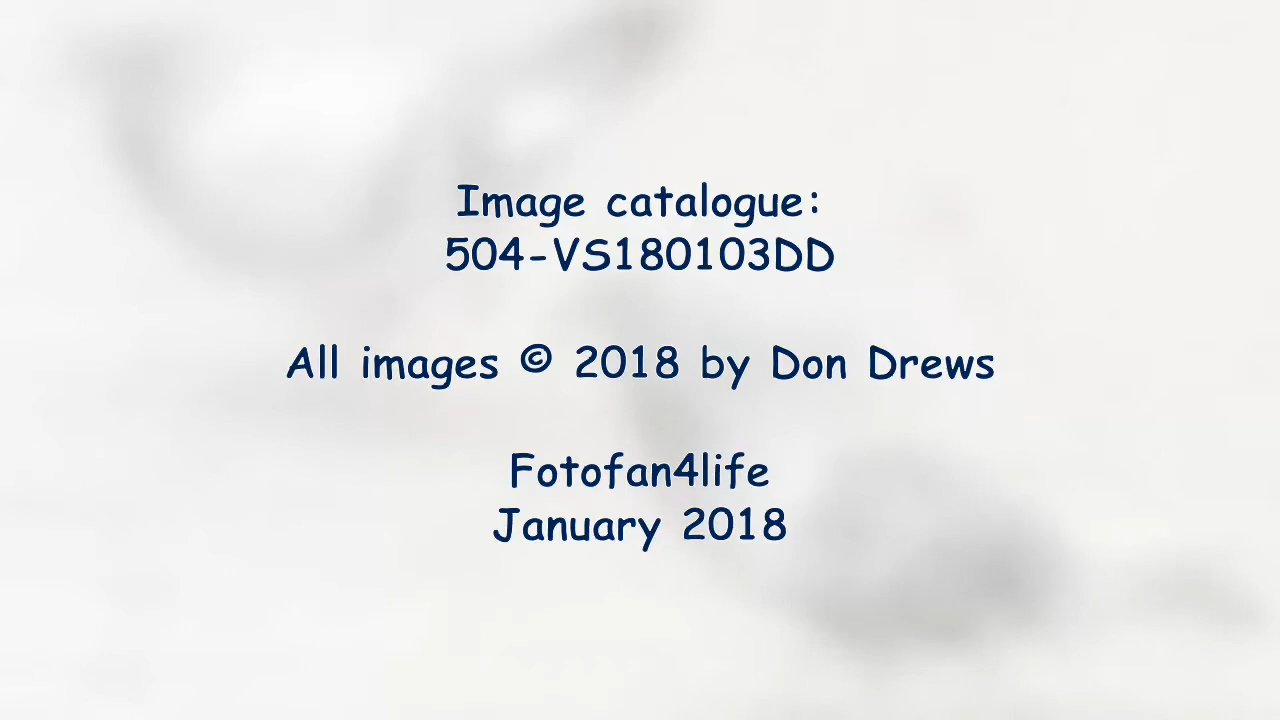 Image catalogue:
504-VS180103DD
All images © 2018 by Don Drews
Fotofan4life
January 2018